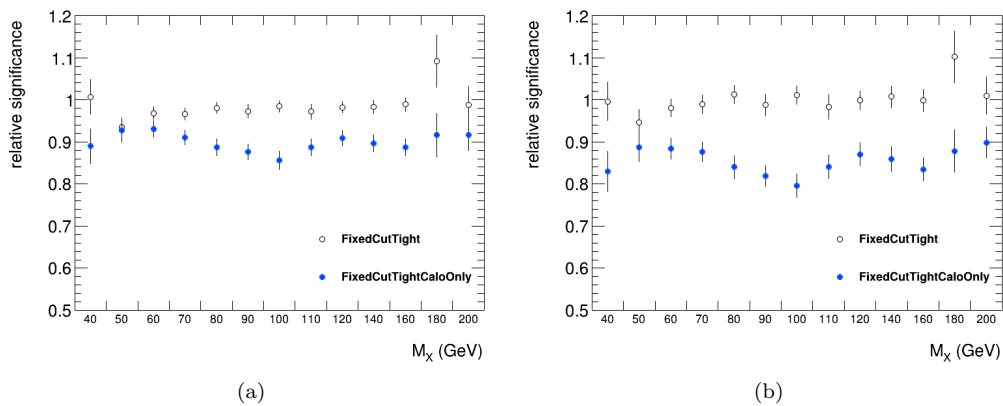 relative significance
1.2
1.1
1
0.9
0.8
0.7
0.6
0.5
FixedCutTight
FixedCutTightCaloOnly
40 50 60 70 80 90 100 110 120 140 160 180 200
M_X (GeV)
(a)
relative significance
1.2
1.1
1
0.9
0.8
0.7
0.6
0.5
FixedCutTight
FixedCutTightCaloOnly
40 50 60 70 80 90 100 110 120 140 160 180 200
M_X (GeV)
(b)